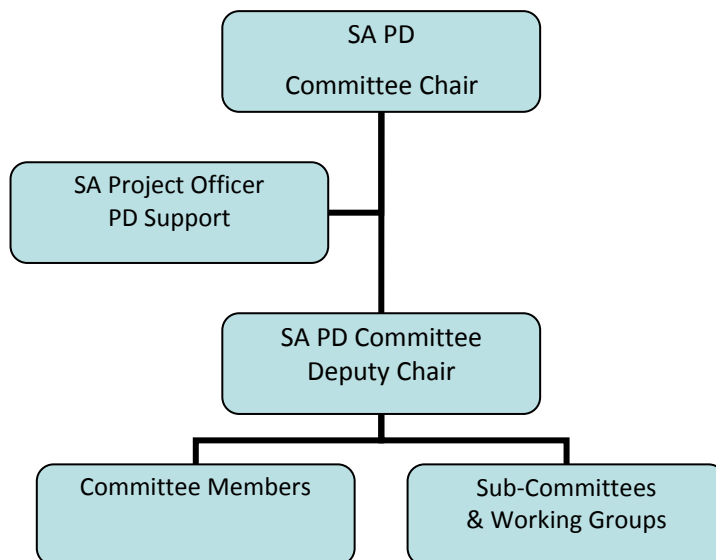 SA PD
Committee Chair
SA Project Officer
PD Support
SA PD Committee
Deputy Chair
Committee Members
Sub-Committees
& Working Groups